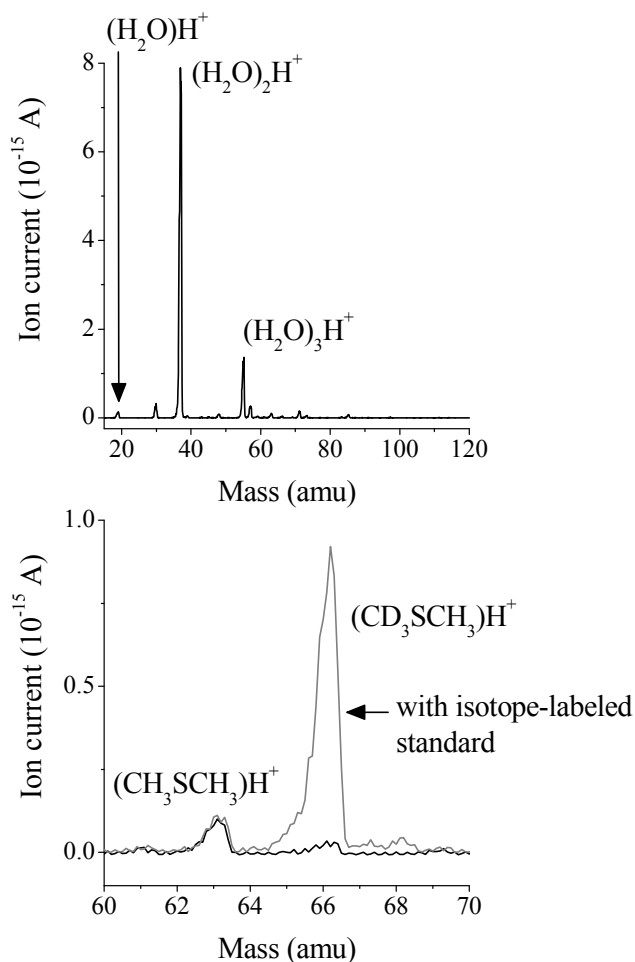 (H₂O)H⁺
(H₂O)₂H⁺
(H₂O)₃H⁺
Ion current (10⁻¹⁵ A)
8
6
4
2
0
20 40 60 80 100 120
Mass (amu)
1.0
0.5
0.0
Ion current (10⁻¹⁵ A)
(CD₃SCH₃)H⁺
with isotope-labeled
standard
(CH₃SCH₃)H⁺
60 62 64 66 68 70
Mass (amu)